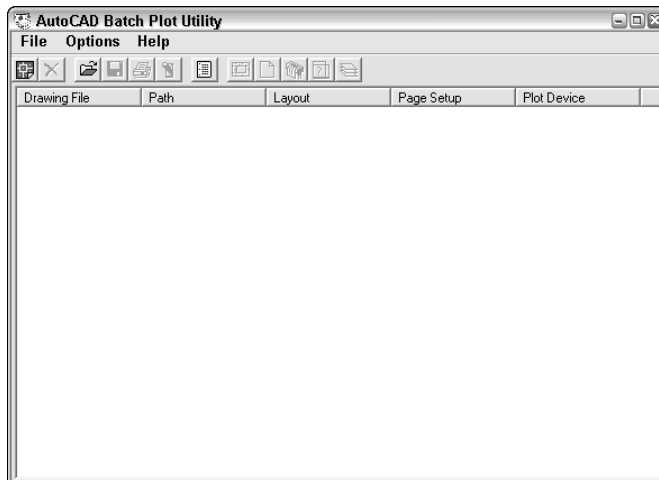 AutoCAD Batch Plot Utility
File Options Help
Drawing File Path Layout Page Setup Plot Device